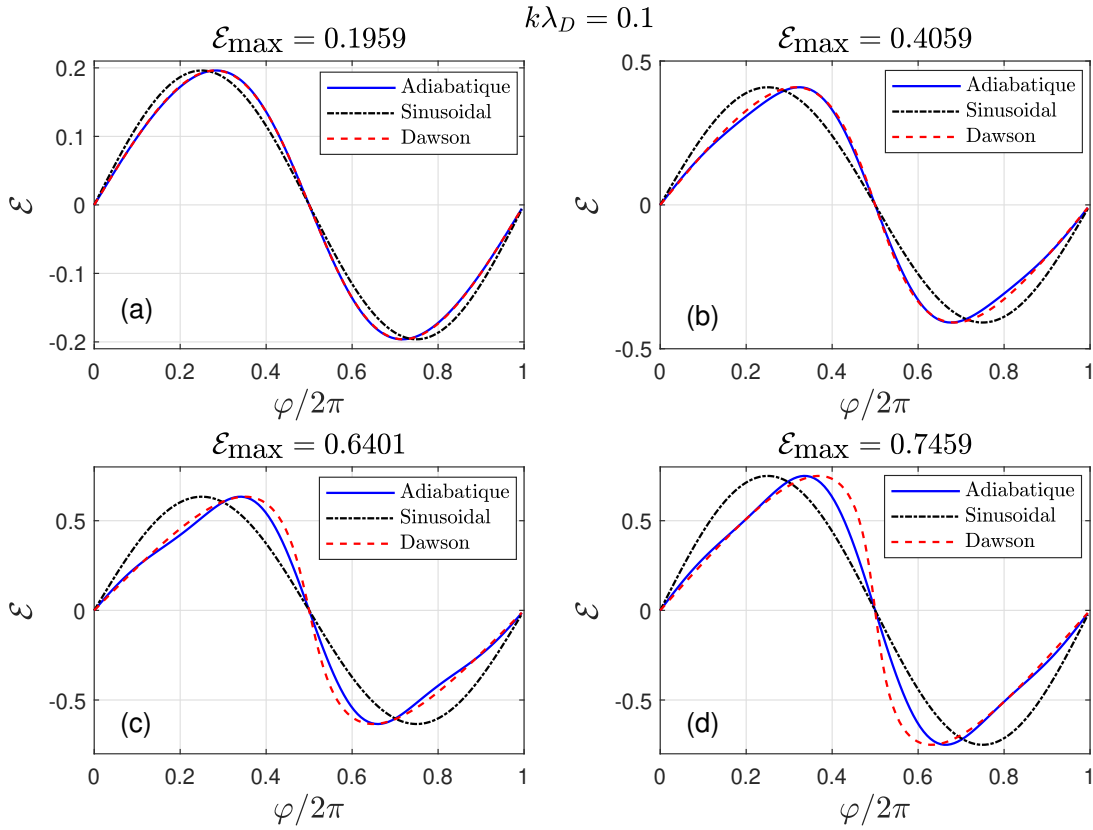 kλ_D = 0.1
ℰmax = 0.1959
0.2
0.1
0
-0.1
-0.2
ℰ
Adiabatique
Sinusoidal
Dawson
(a)
0 0.2 0.4 0.6 0.8 1
φ/2π
ℰmax = 0.4059
0.5
0
-0.5
ℰ
Adiabatique
Sinusoidal
Dawson
(b)
0 0.2 0.4 0.6 0.8 1
φ/2π
ℰmax = 0.6401
0.5
0
-0.5
ℰ
Adiabatique
Sinusoidal
Dawson
(c)
0 0.2 0.4 0.6 0.8 1
φ/2π
ℰmax = 0.7459
0.5
0
-0.5
ℰ
Adiabatique
Sinusoidal
Dawson
(d)
0 0.2 0.4 0.6 0.8 1
φ/2π